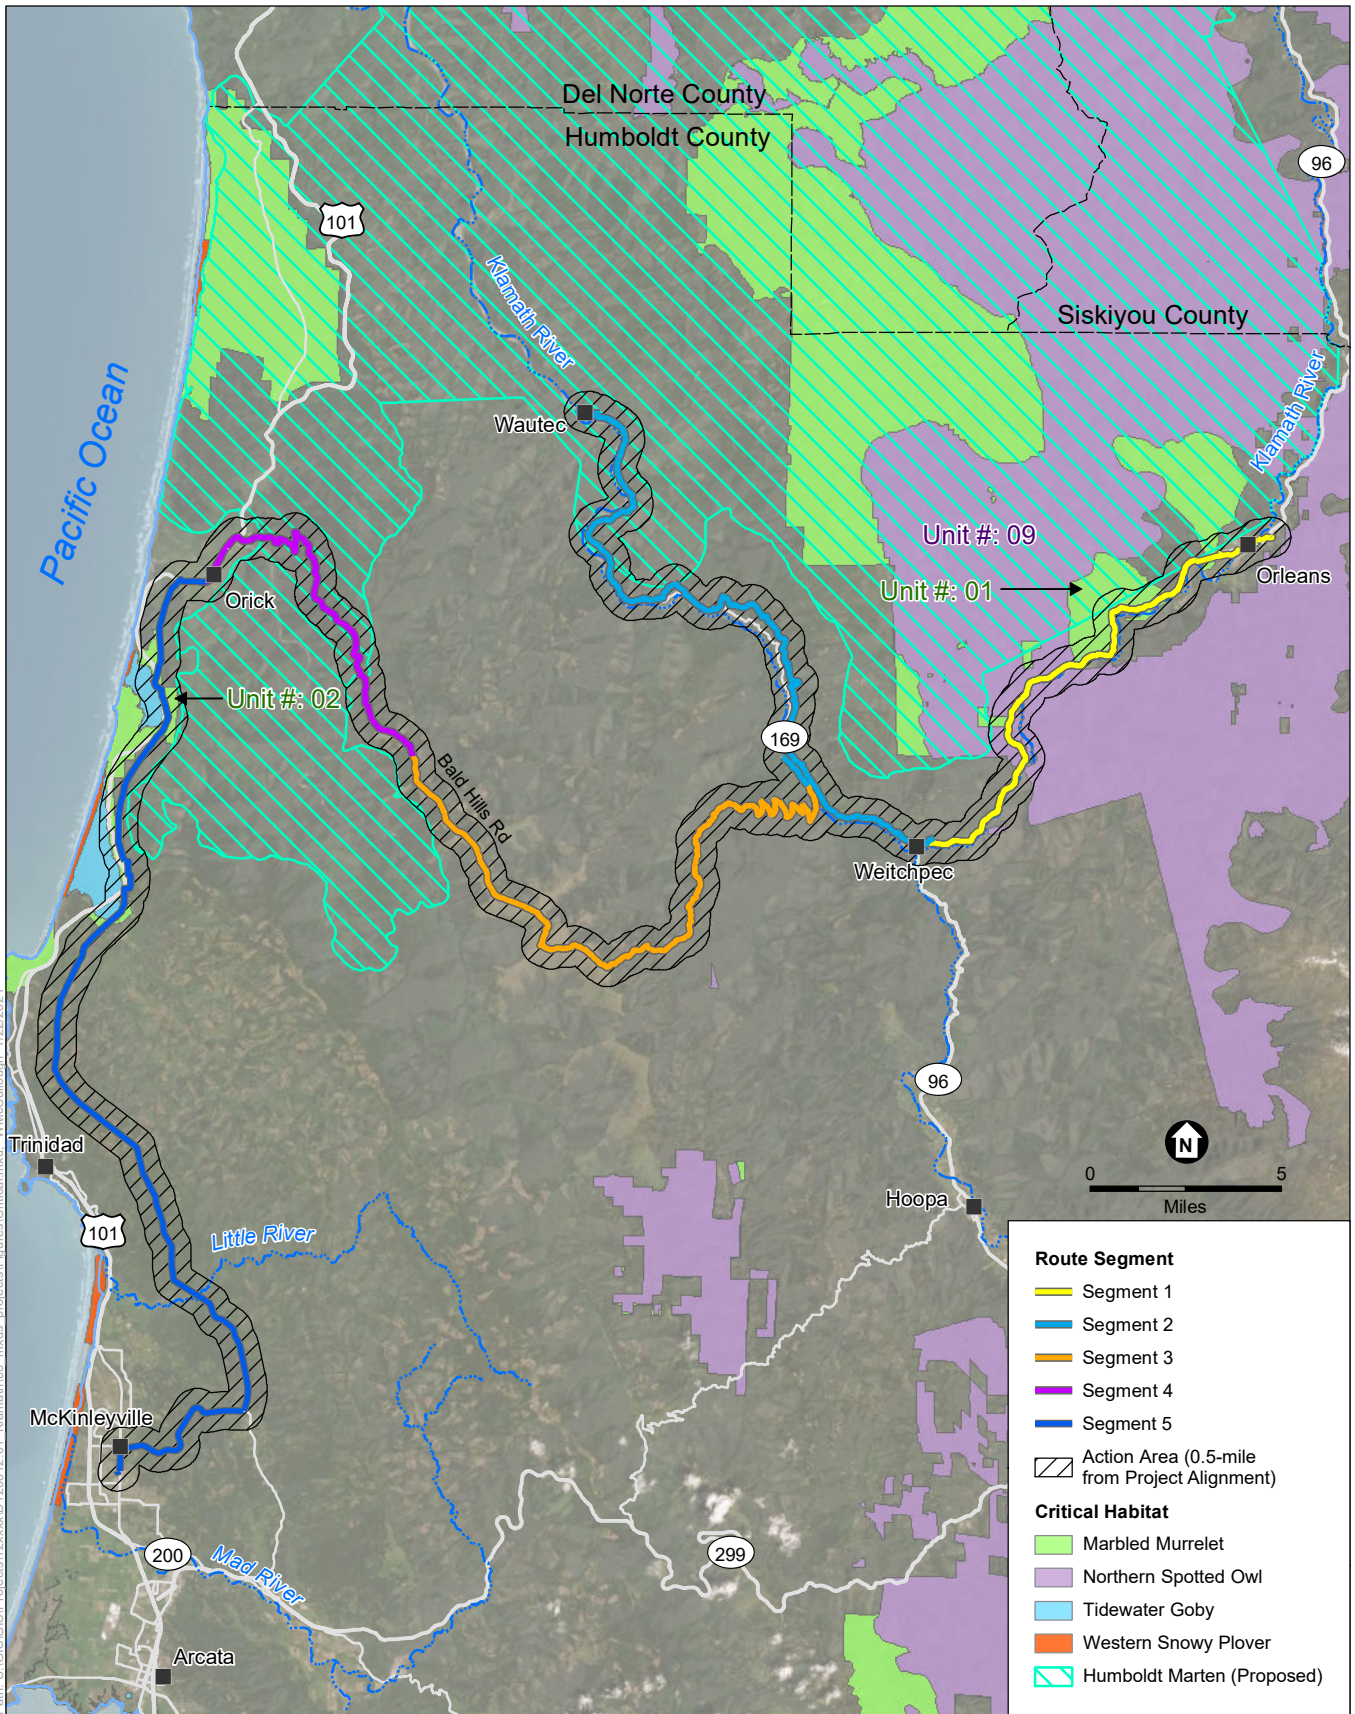 Del Norte County
Humboldt County
96
101
Klamath River
Siskiyou County
Pacific Ocean
Wautec
Klamath River
Unit #: 09
Unit #: 01
Orleans
Orick
Unit #: 02
169
Bald Hills Rd
Weitchpec
96
Trinidad
Hoopa
N
0 5
Miles
101
Little River
McKinleyville
200
Mad River
299
Arcata
Route Segment
Segment 1
Segment 2
Segment 3
Segment 4
Segment 5
Action Area (0.5-mile
from Project Alignment)
Critical Habitat
Marbled Murrelet
Northern Spotted Owl
Tidewater Goby
Western Snowy Plover
Humboldt Marten (Proposed)